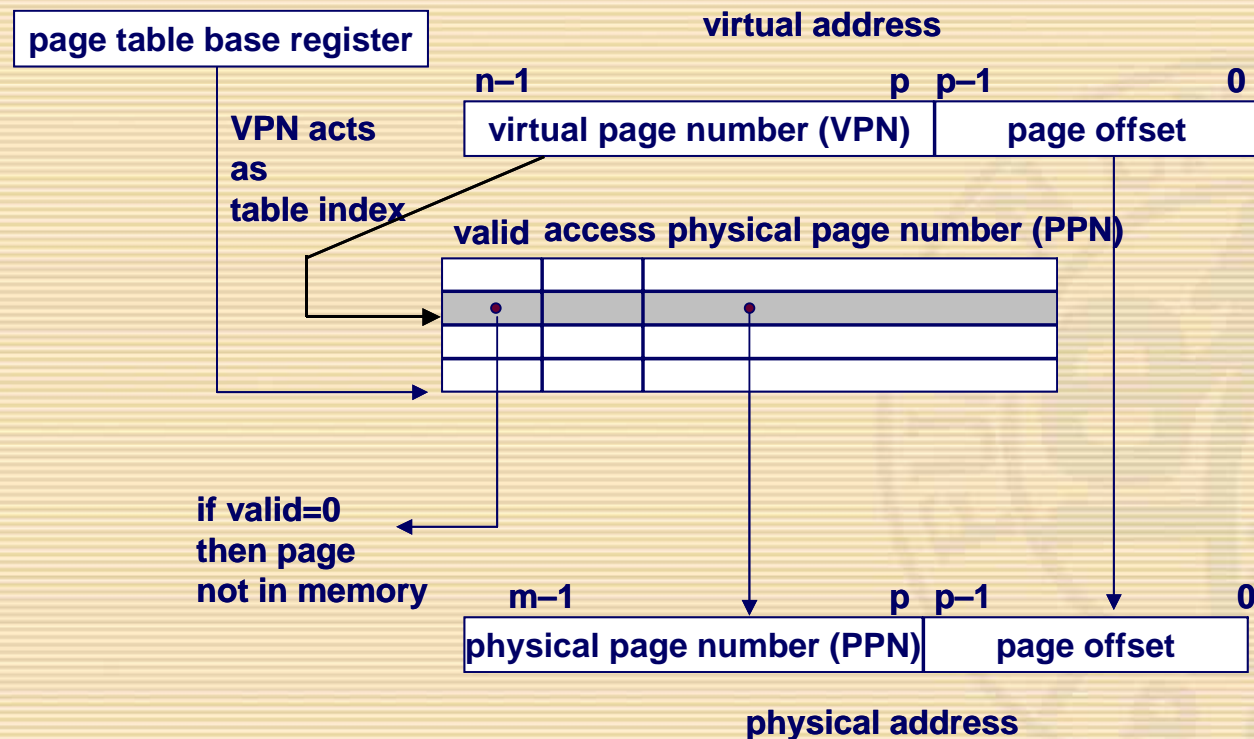 page table base register
virtual address
n–1 p p–1 0
virtual page number (VPN) page offset
VPN acts
as
table index
valid access physical page number (PPN)
if valid=0
then page
not in memory
m–1 p p–1 0
physical page number (PPN) page offset
physical address